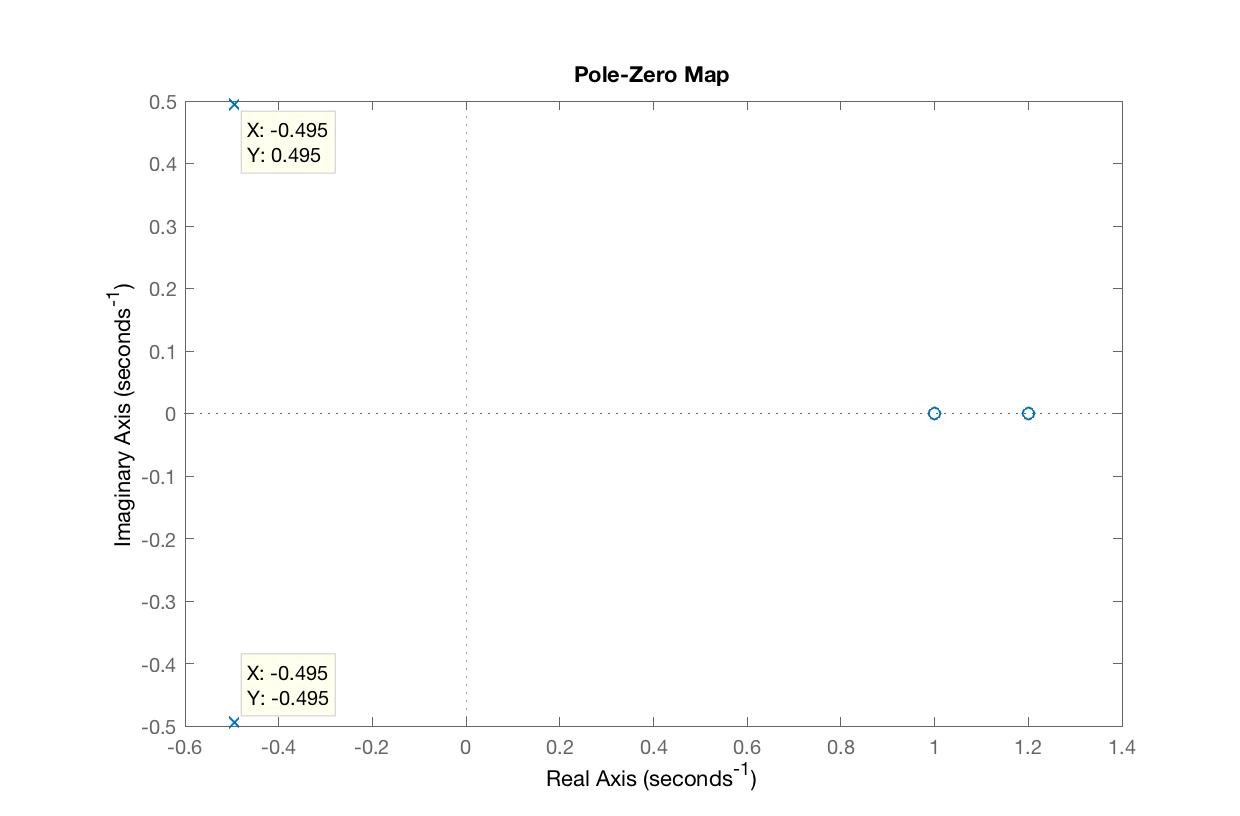 Pole-Zero Map
0.5
X: -0.495
Y: 0.495
0.4
0.3
0.2
0.1
0
-0.1
-0.2
-0.3
-0.4
X: -0.495
Y: -0.495
-0.5
Imaginary Axis (seconds⁻¹)
-0.6 -0.4 -0.2 0 0.2 0.4 0.6 0.8 1 1.2 1.4
Real Axis (seconds⁻¹)